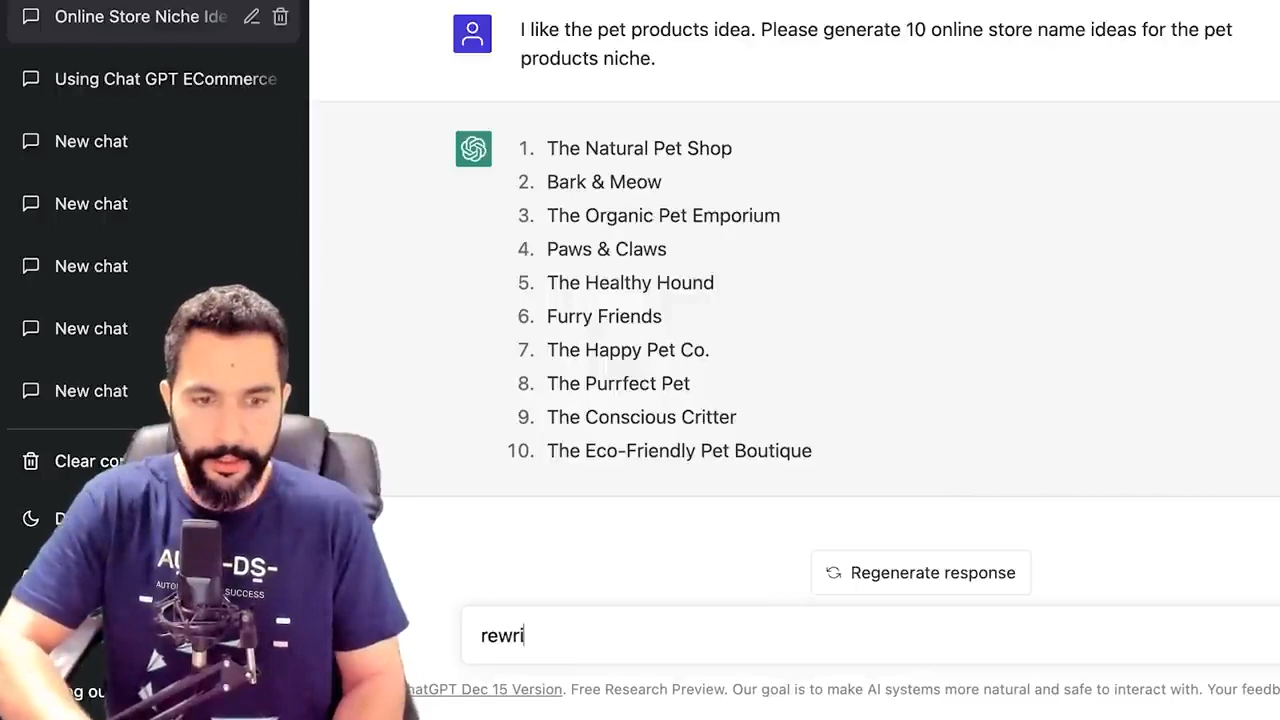 Online Store Niche Ide
Using Chat GPT ECommerce
New chat
New chat
New chat
New chat
New chat
Clear co
I like the pet products idea. Please generate 10 online store name ideas for the pet
products niche.
1. The Natural Pet Shop
2. Bark & Meow
3. The Organic Pet Emporium
4. Paws & Claws
5. The Healthy Hound
6. Furry Friends
7. The Happy Pet Co.
8. The Purrfect Pet
9. The Conscious Critter
10. The Eco-Friendly Pet Boutique
Regenerate response
rewri
hatGPT Dec 15 Version. Free Research Preview. Our goal is to make AI systems more natural and safe to interact with. Your feedb
-DS-
SUCCESS